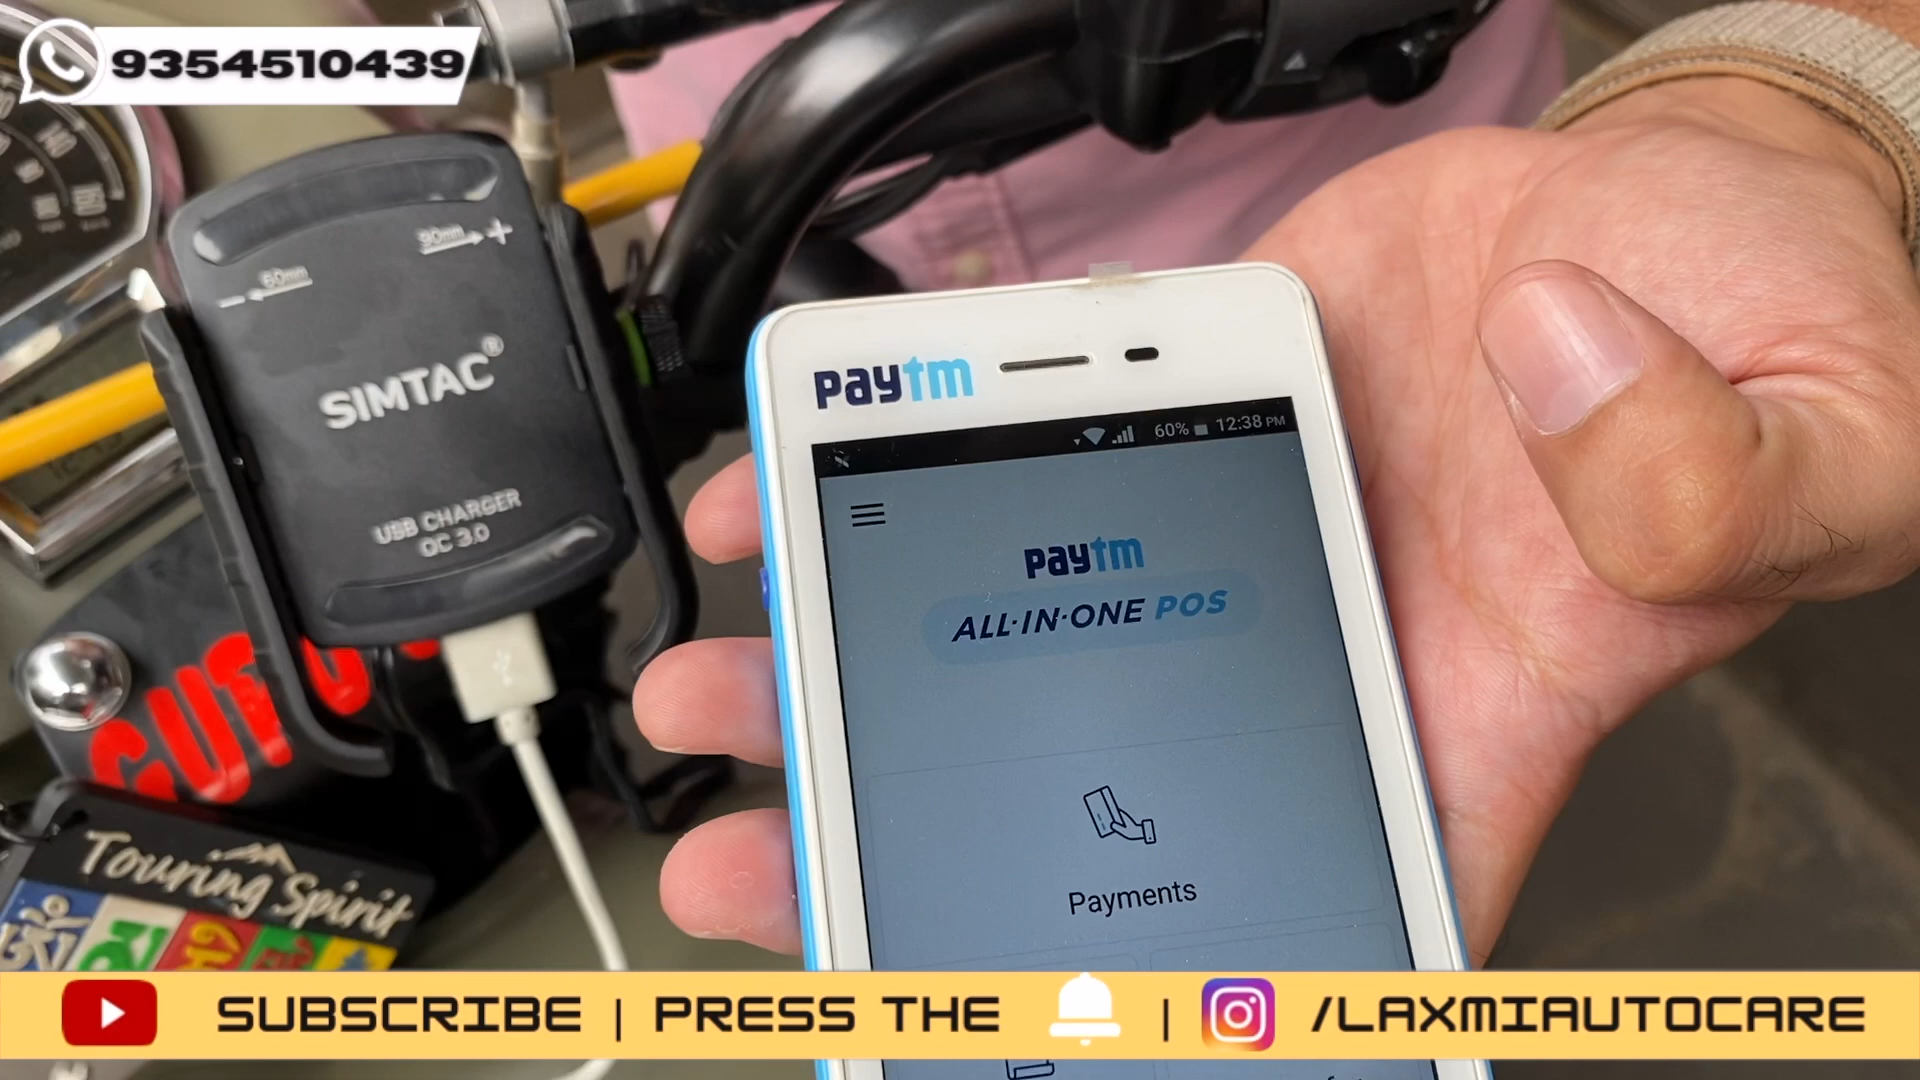 9354510439
90mm
60mm
SIMTAC®
USB CHARGER
QC 3.0
paytm
60% 12:38 PM
paytm
ALL·IN·ONE POS
Payments
Touring Spirit
SUBSCRIBE | PRESS THE | /LAXMIAUTOCARE